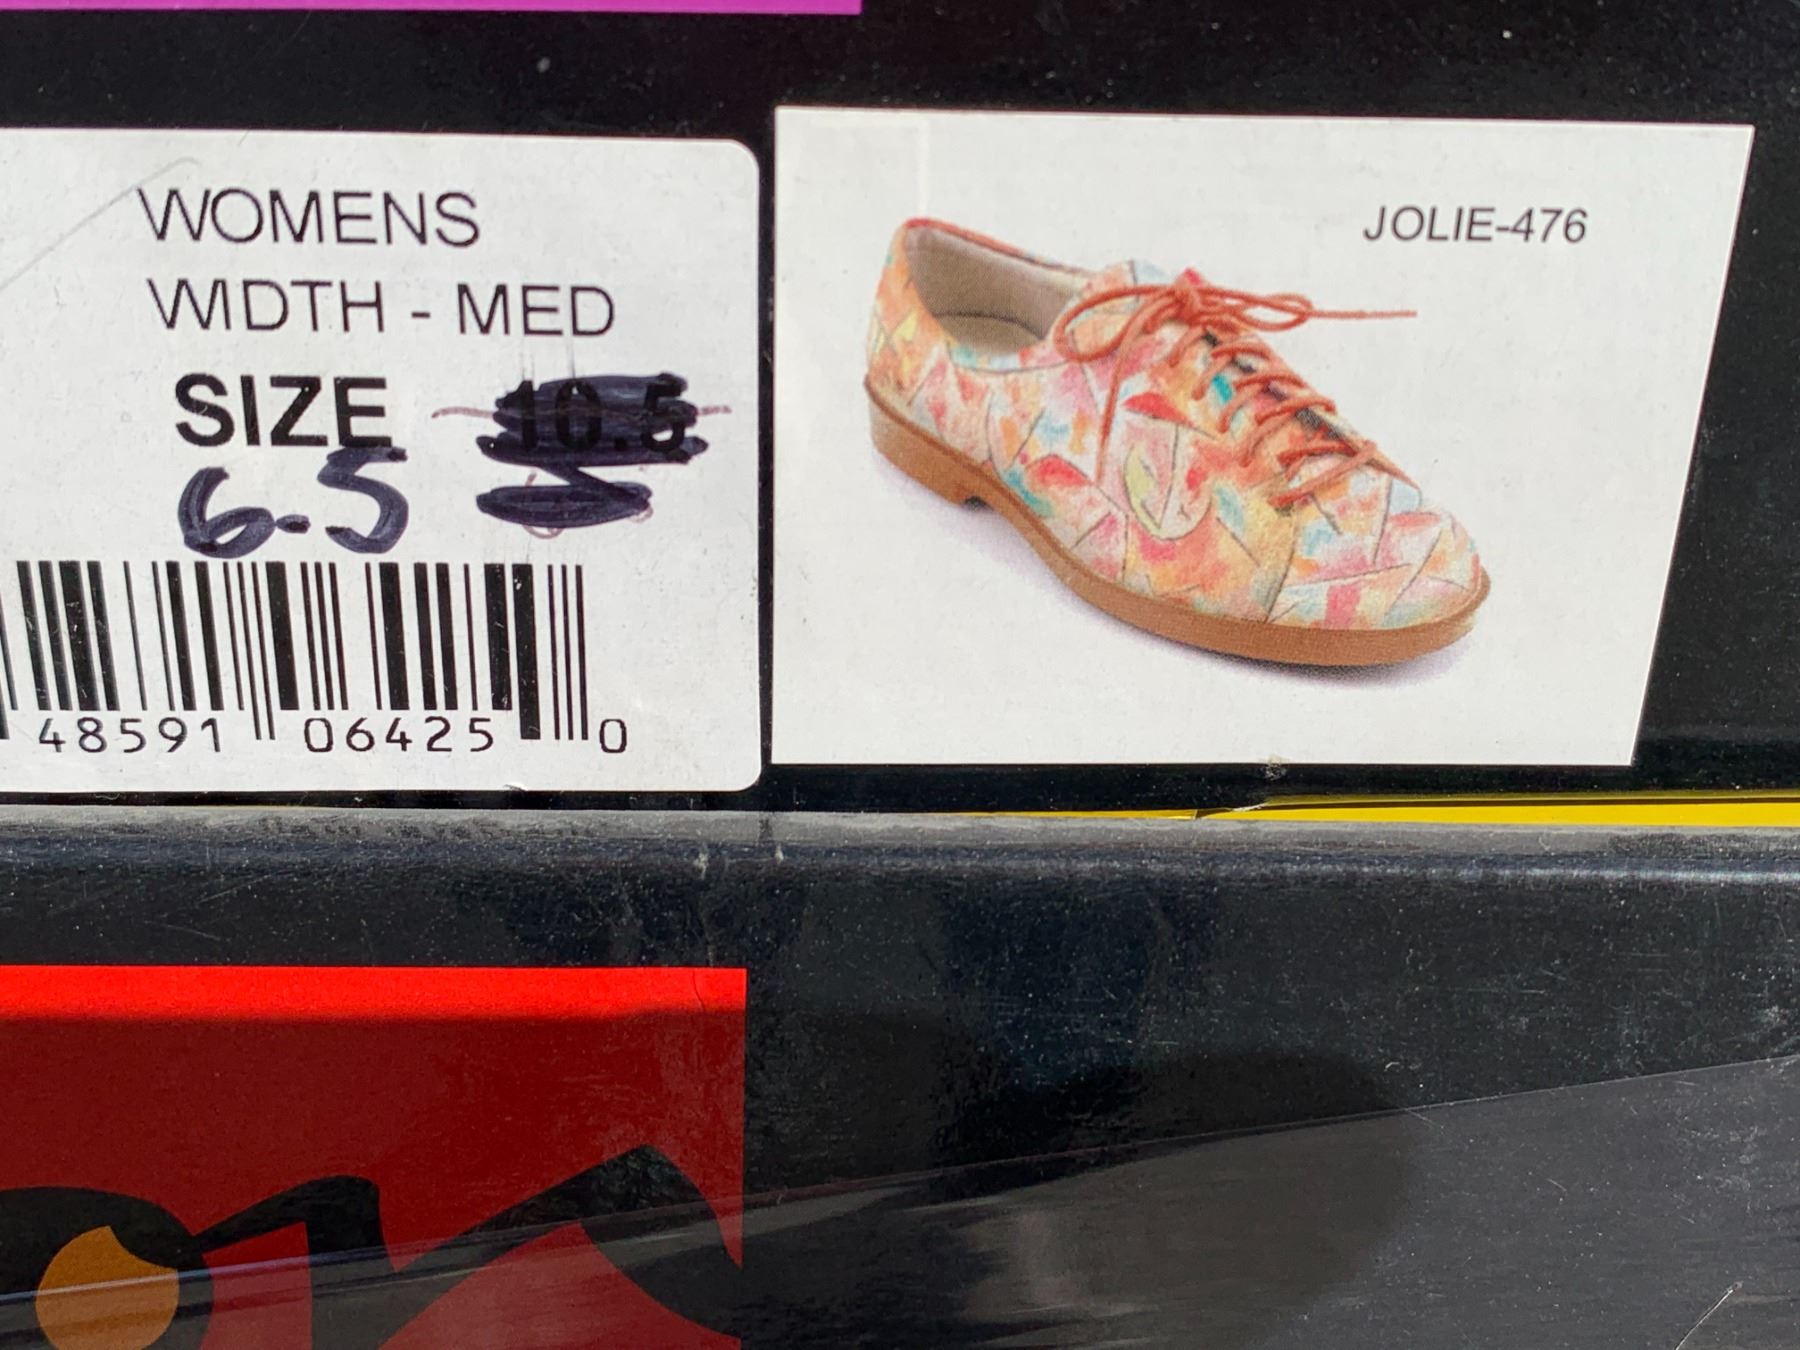 WOMENS
WIDTH - MED
SIZE 10.5
6.5
48591 06425 0
JOLIE-476